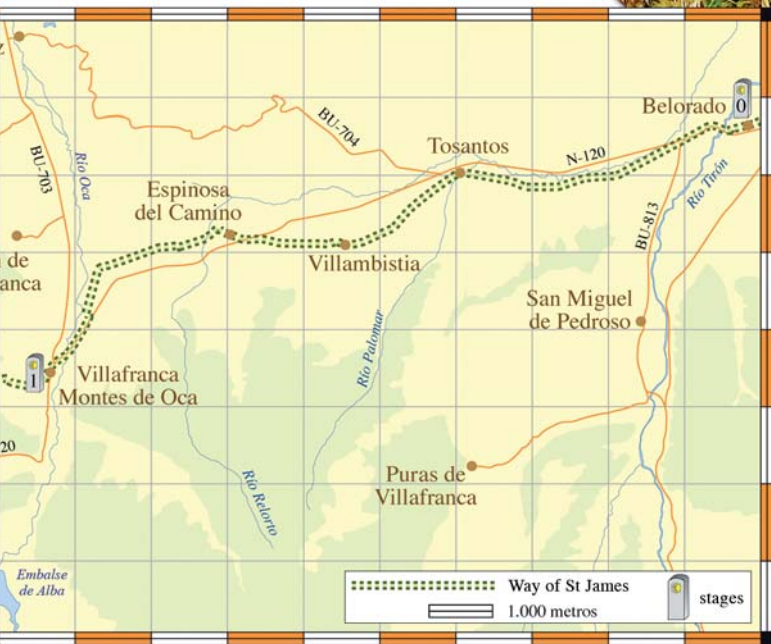 z
BU-704
Belorado
0
Tosantos
N-120
BU-703
Río Oca
Espinosa
del Camino
Río Tirón
BU-813
n de
anca
Villambistia
San Miguel
de Pedroso
Río Palomar
1
Villafranca
Montes de Oca
20
Puras de
Villafranca
Río Relorto
Embalse
de Alba
Way of St James
stages
1.000 metros